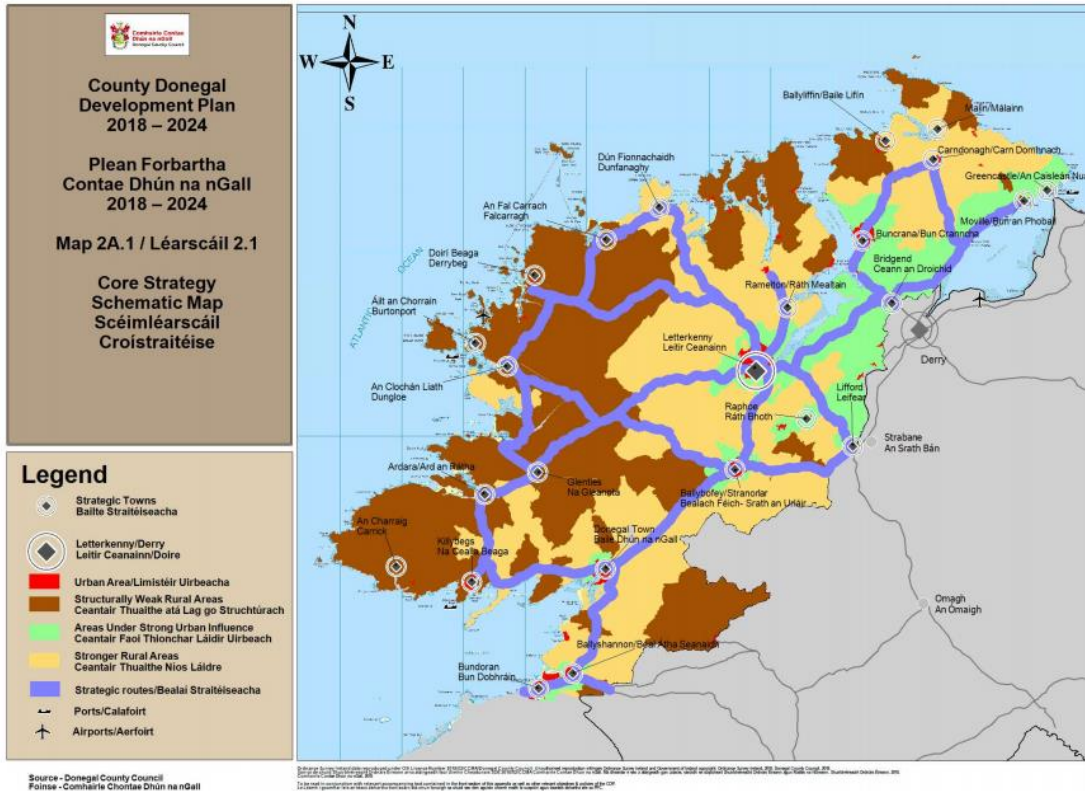 Comhairle Contae
Dhún na nGall
Donegal County Council
County Donegal
Development Plan
2018 – 2024
Plean Forbartha
Contae Dhún na nGall
2018 – 2024
Map 2A.1 / Léarscáil 2.1
Core Strategy
Schematic Map
Scéimléarscáil
Croístraitéise
Legend
Strategic Towns
Bailte Straitéiseacha
Letterkenny/Derry
Leitir Ceanainn/Doire
Urban Area/Limistéir Uirbeacha
Structurally Weak Rural Areas
Ceantair Thuaithe atá Lag go Struchtúrach
Areas Under Strong Urban Influence
Ceantair Faoi Thionchar Láidir Uirbeach
Stronger Rural Areas
Ceantair Thuaithe Níos Láidre
Strategic routes/Bealaí Straitéiseacha
Ports/Calafoirt
Airports/Aerfoirt
Source - Donegal County Council
Foinse - Comhairle Chontae Dhún na nGall
N
W E
S
Ballyliffin/Baile Lifín
Malin/Málainn
Carndonagh/Carn Domhnach
Greencastle/An Caisleán Nua
Moville/Bun an Phobail
Buncrana/Bun Cranncha
Bridgend
Ceann an Droichid
Dún Fionnachaidh
Dunfanaghy
An Fal Carrach
Falcarragh
Doirí Beaga
Derrybeg
Áilt an Chorrain
Burtonport
ATLANTIC OCEAN
Ramelton/Ráth Mealtain
Letterkenny
Leitir Ceanainn
Derry
An Clochán Liath
Dungloe
Lifford
Leifear
Raphoe
Ráth Bhoth
Strabane
An Srath Bán
Ardara/Ard an Rátha
Glenties
Na Gleannta
Ballybofey/Stranorlar
Bealach Féich- Srath an Urláir
An Charraig
Carrick
Killybegs
Na Cealla Beaga
Donegal Town
Baile Dhún na nGall
Omagh
An Ómaigh
Ballyshannon/Béal Átha Seanaidh
Bundoran
Bun Dobhráin